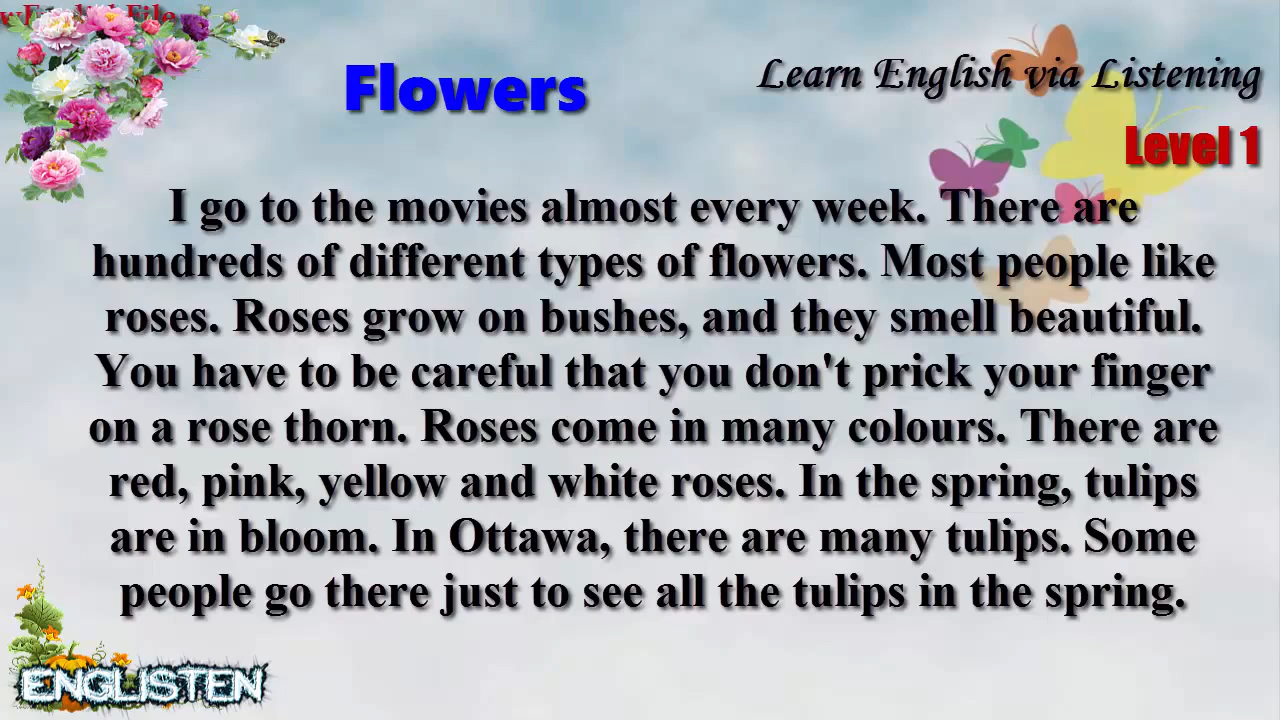 File
Flowers
Learn English via Listening
Level 1
I go to the movies almost every week. There are
hundreds of different types of flowers. Most people like
roses. Roses grow on bushes, and they smell beautiful.
You have to be careful that you don't prick your finger
on a rose thorn. Roses come in many colours. There are
red, pink, yellow and white roses. In the spring, tulips
are in bloom. In Ottawa, there are many tulips. Some
people go there just to see all the tulips in the spring.
ENGLISTEN